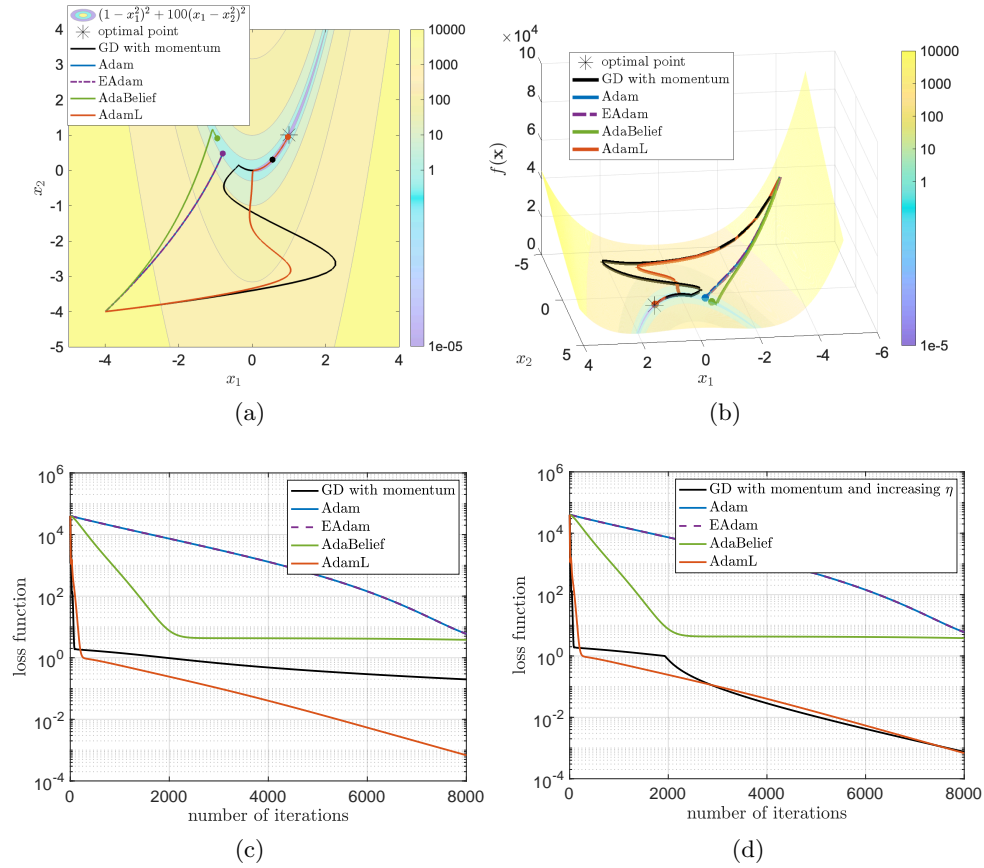 (1 − x₁²)² + 100(x₁ − x₂²)²
optimal point
GD with momentum
Adam
EAdam
AdaBelief
AdamL
4
3
2
1
0
-1
-2
-3
-4
-5
x₂
-4
-2
0
2
4
x₁
10000
1000
100
10
1
1e-05
(a)
×10⁴
10
8
6
4
2
0
f(x)
optimal point
GD with momentum
Adam
EAdam
AdaBelief
AdamL
-5
0
5
x₂
4
2
0
-2
-4
-6
x₁
10000
1000
100
10
1
1e-5
(b)
10⁶
10⁴
10²
10⁰
10⁻²
10⁻⁴
loss function
GD with momentum
Adam
EAdam
AdaBelief
AdamL
0
2000
4000
6000
8000
number of iterations
(c)
10⁶
10⁴
10²
10⁰
10⁻²
10⁻⁴
loss function
GD with momentum and increasing η
Adam
EAdam
AdaBelief
AdamL
0
2000
4000
6000
8000
number of iterations
(d)